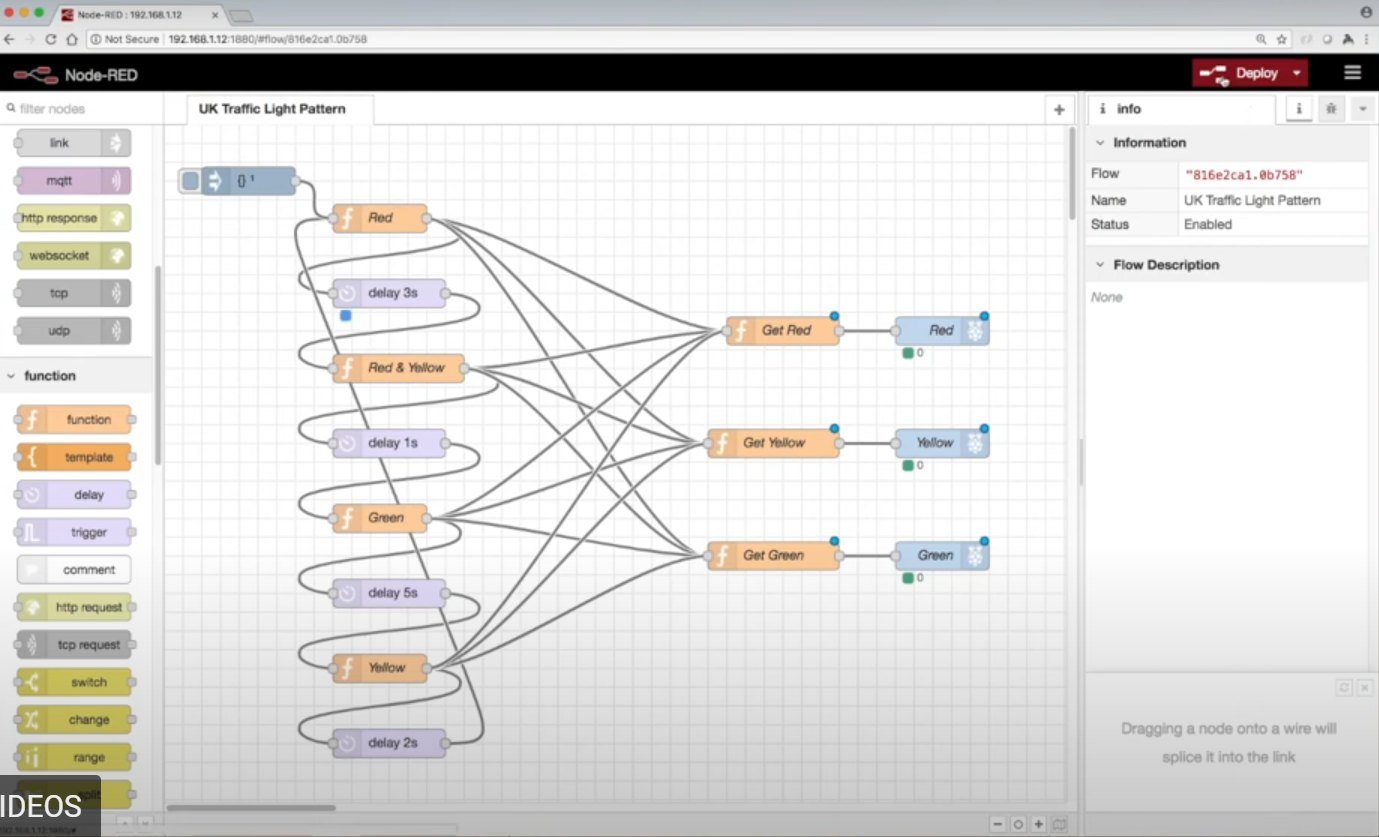 Node-RED : 192.168.1.12
Not Secure 192.168.1.12:1880/#flow/816e2ca1.0b758
Node-RED
Deploy
filter nodes
link
mqtt
http response
websocket
tcp
udp
function
function
template
delay
trigger
comment
http request
tcp request
switch
change
range
split
IDEOS
UK Traffic Light Pattern
{} ¹
Red
delay 3s
Red & Yellow
delay 1s
Green
delay 5s
Yellow
delay 2s
Get Red
Red
0
Get Yellow
Yellow
0
Get Green
Green
0
info
Information
Flow "816e2ca1.0b758"
Name UK Traffic Light Pattern
Status Enabled
Flow Description
None
Dragging a node onto a wire will
splice it into the link